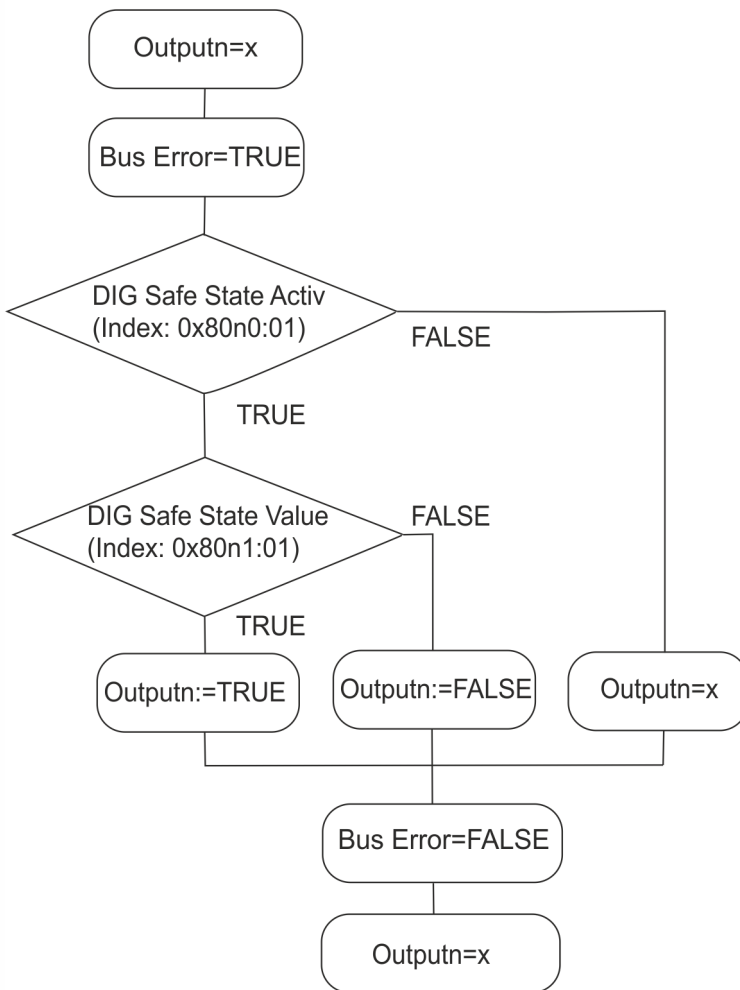 Outputn=x
Bus Error=TRUE
DIG Safe State Activ
(Index: 0x80n0:01)
FALSE
TRUE
DIG Safe State Value
(Index: 0x80n1:01)
FALSE
TRUE
Outputn:=TRUE
Outputn:=FALSE
Outputn=x
Bus Error=FALSE
Outputn=x